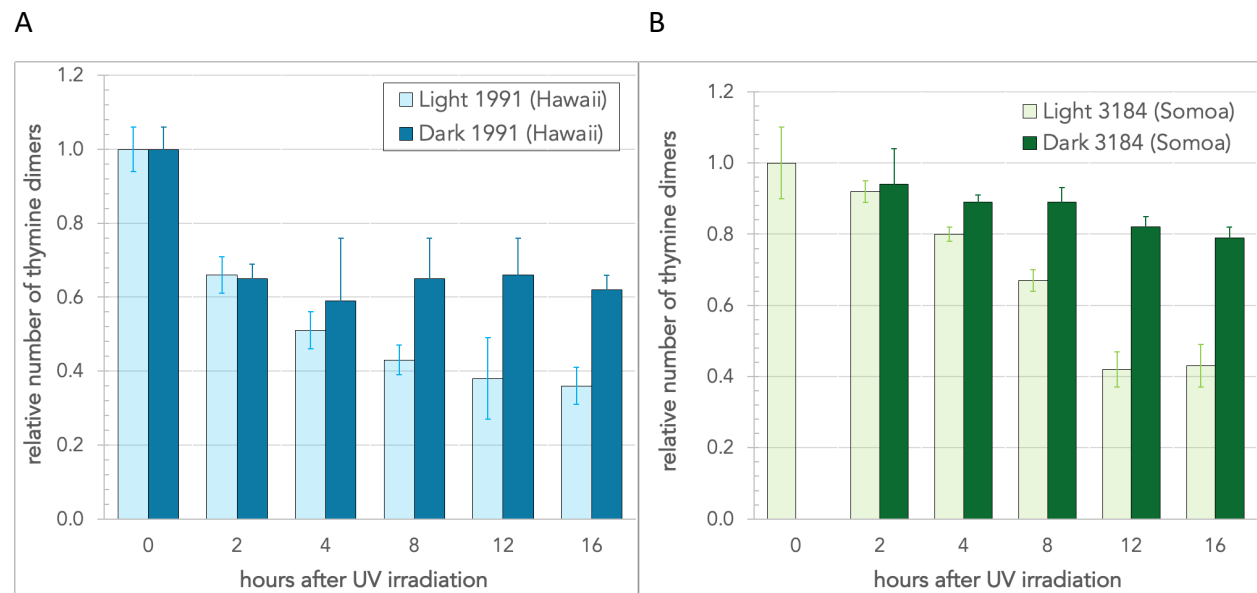 A
B
relative number of thymine dimers
1.2
1.0
0.8
0.6
0.4
0.2
0.0
Light 1991 (Hawaii)
Dark 1991 (Hawaii)
0 2 4 8 12 16
hours after UV irradiation
relative number of thymine dimers
1.2
1.0
0.8
0.6
0.4
0.2
0.0
Light 3184 (Somoa)
Dark 3184 (Somoa)
0 2 4 8 12 16
hours after UV irradiation